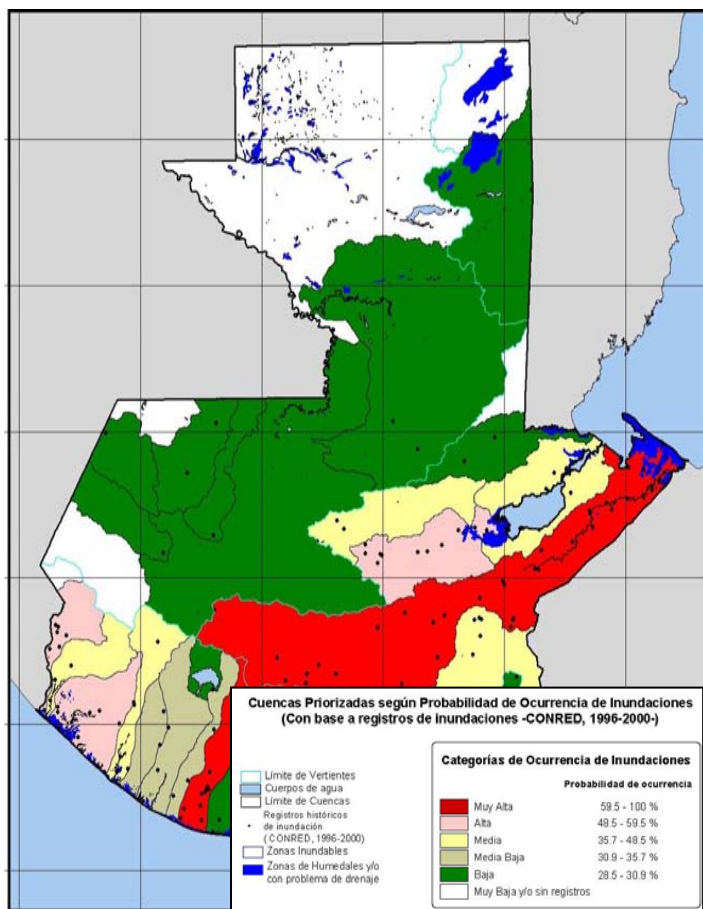 Cuencas Priorizadas según Probabilidad de Ocurrencia de Inundaciones
(Con base a registros de inundaciones -CONRED, 1996-2000-)
Límite de Vertientes
Cuerpos de agua
Límite de Cuencas
Registros históricos
de inundación
(CONRED, 1996-2000)
Zonas Inundables
Zonas de Humedales y/o
con problema de drenaje
Categorías de Ocurrencia de Inundaciones
Probabilidad de ocurrencia
Muy Alta 59.5 - 100 %
Alta 48.5 - 59.5 %
Media 35.7 - 48.5 %
Media Baja 30.9 - 35.7 %
Baja 28.5 - 30.9 %
Muy Baja y/o sin registros